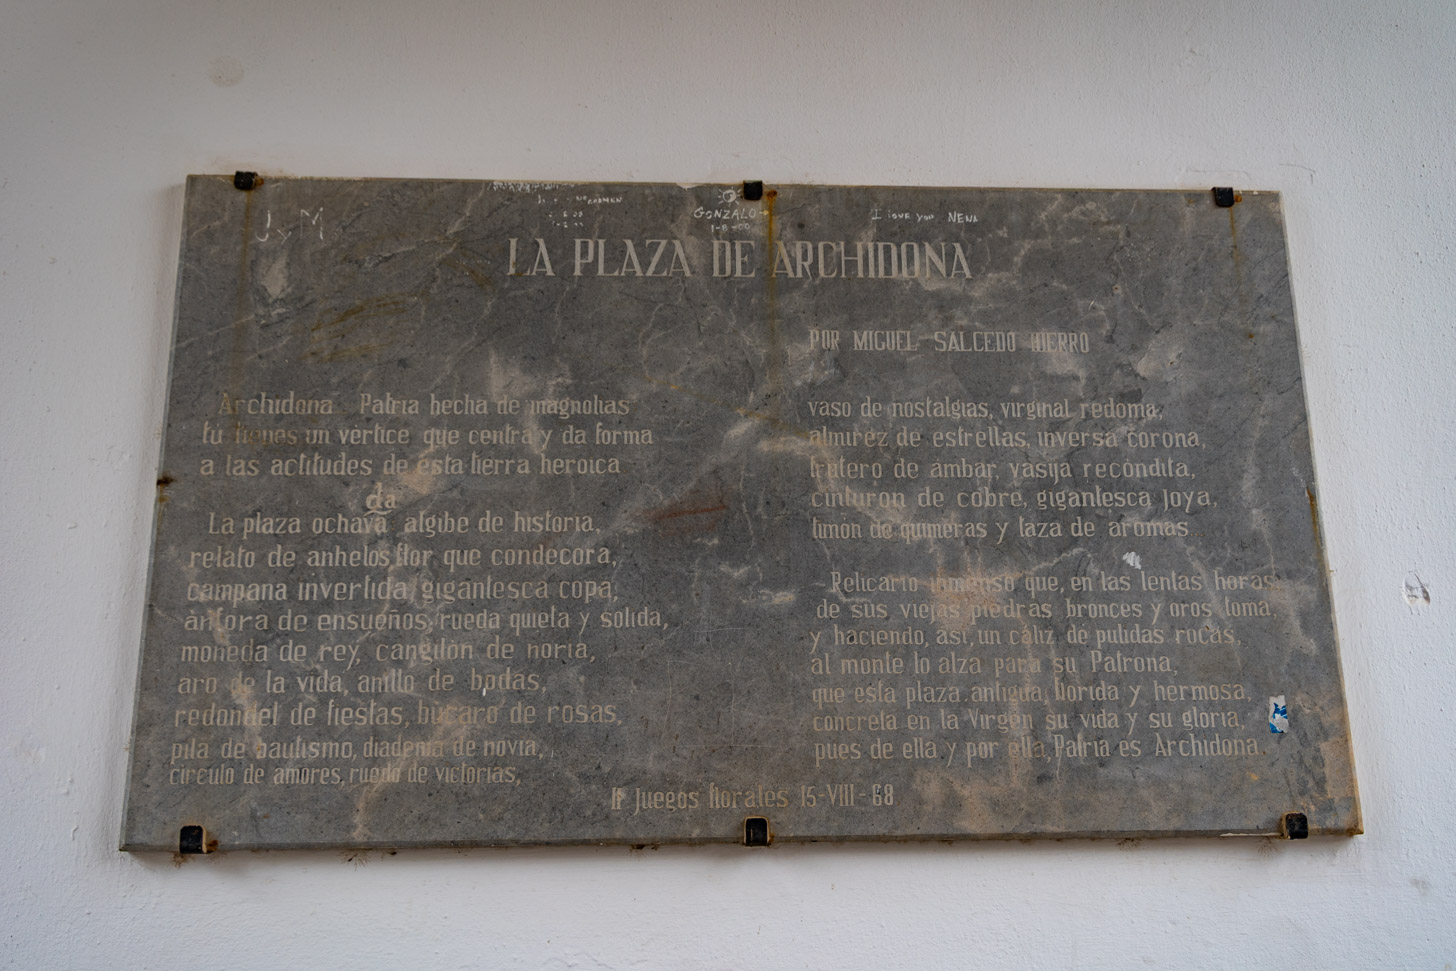 J y M
GONZALO
1-8-00
I love you NENA
LA PLAZA DE ARCHIDONA
POR MIGUEL SALCEDO HIERRO
Archidona... Patria hecha de magnolias
tú tienes un vértice que centra y da forma
a las actitudes de esta tierra heroica
da
La plaza ochava algibe de historia,
relato de anhelos, flor que condecora,
campana invertida, gigantesca copa,
ánfora de ensueños, rueda quieta y solida,
moneda de rey, cangilón de noria,
aro de la vida, anillo de bodas,
redondel de fiestas, búcaro de rosas,
pila de bautismo, diadema de novia,
circulo de amores, ruedo de victorias,
vaso de nostalgias, virginal redoma,
almirez de estrellas, inversa corona,
frutero de ámbar, vasija recóndita,
cinturón de cobre, gigantesca joya,
limón de quimeras y taza de aromas...
Relicario inmenso que, en las lentas horas
de sus viejas piedras bronces y oros toma,
y haciendo, así, un cáliz de pulidas rocas,
al monte lo alza para su Patrona,
que esta plaza antigua, florida y hermosa,
concreta en la Virgen su vida y su gloria,
pues de ella, y por ella, Patria es Archidona.
II Juegos florales 15-VIII-68